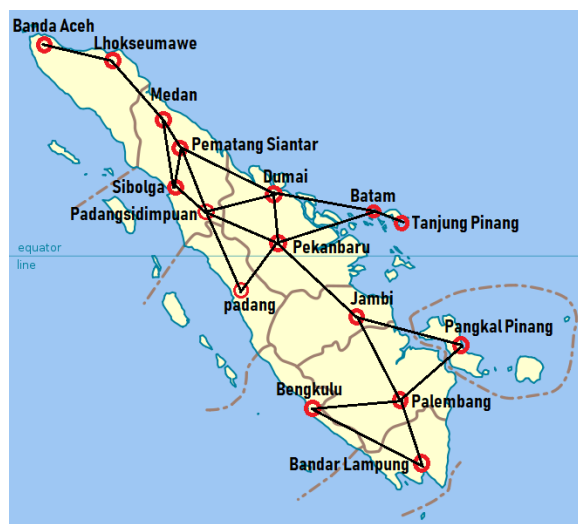 Banda Aceh
Lhokseumawe
Medan
Pematang Siantar
Dumai
Sibolga
Batam
Padangsidimpuan
Tanjung Pinang
Pekanbaru
equator
line
padang
Jambi
Pangkal Pinang
Bengkulu
Palembang
Bandar Lampung